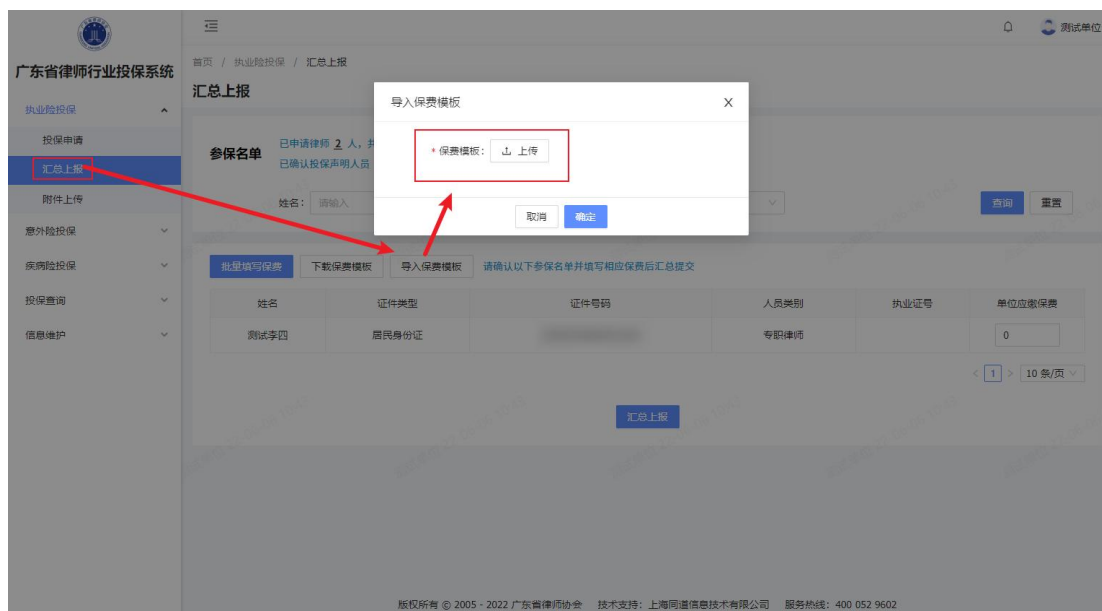 测试单位
广东省律师行业投保系统
首页 / 执业险投保 / 汇总上报
汇总上报
执业险投保
投保申请
汇总上报
附件上传
意外险投保
疾病险投保
投保查询
信息维护
导入保费模板 X
* 保费模板: 上传
取消 确定
参保名单
已申请律师 2 人，共
已确认投保声明人员
姓名: 请输入
查询 重置
批量填写保费 下载保费模板 导入保费模板 请确认以下参保名单并填写相应保费后汇总提交
姓名 证件类型 证件号码 人员类别 执业证号 单位应缴保费
测试李四 居民身份证 专职律师 0
< 1 > 10 条/页
汇总上报
版权所有 © 2005 - 2022 广东省律师协会 技术支持：上海同道信息技术有限公司 服务热线：400 052 9602